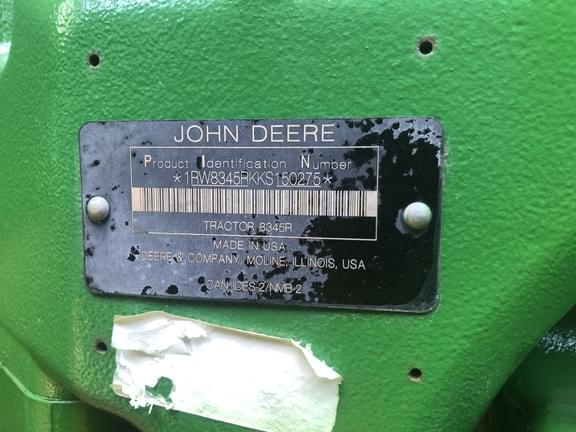 JOHN DEERE
Product Identification Number
*1RW8345RKKS150275*
TRACTOR 8345R
MADE IN USA
DEERE & COMPANY, MOLINE, ILLINOIS, USA
CAN ICES-2/NMB-2